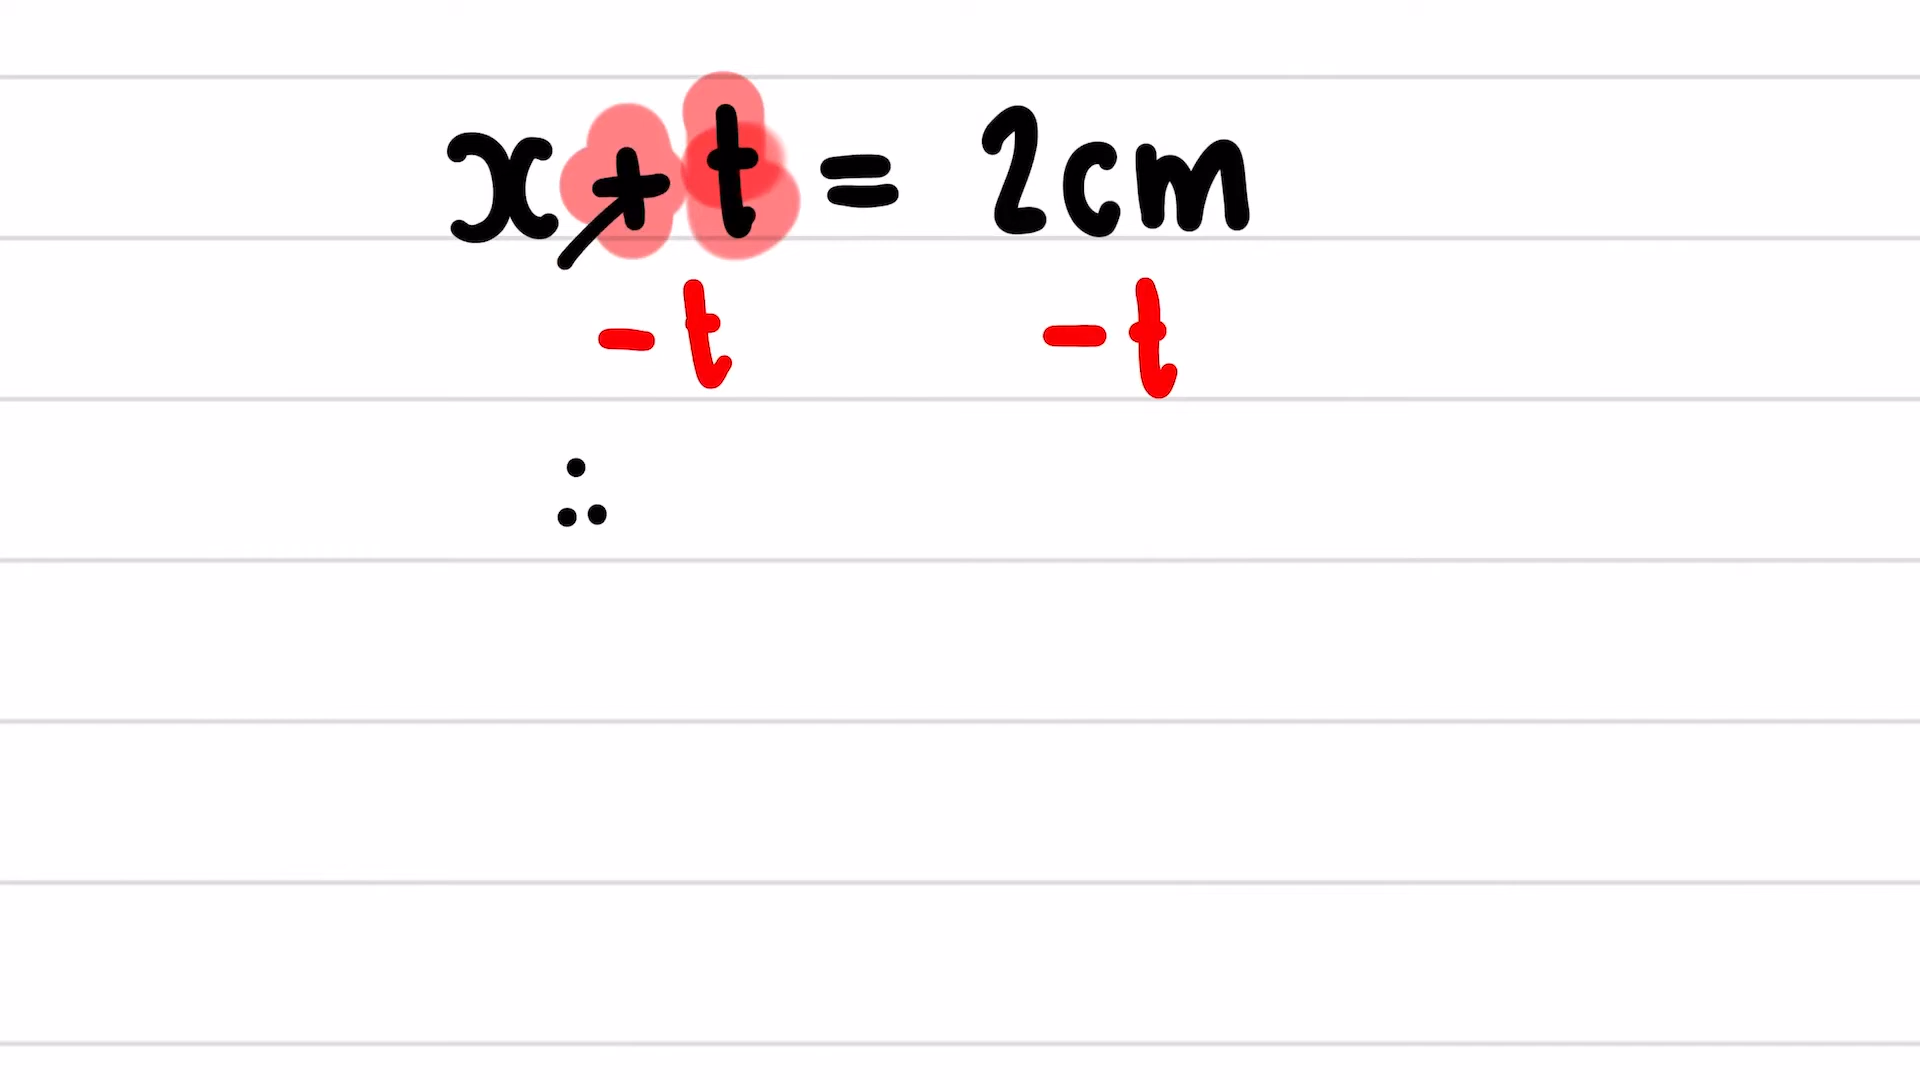 x + t = 2cm
- t - t
∴